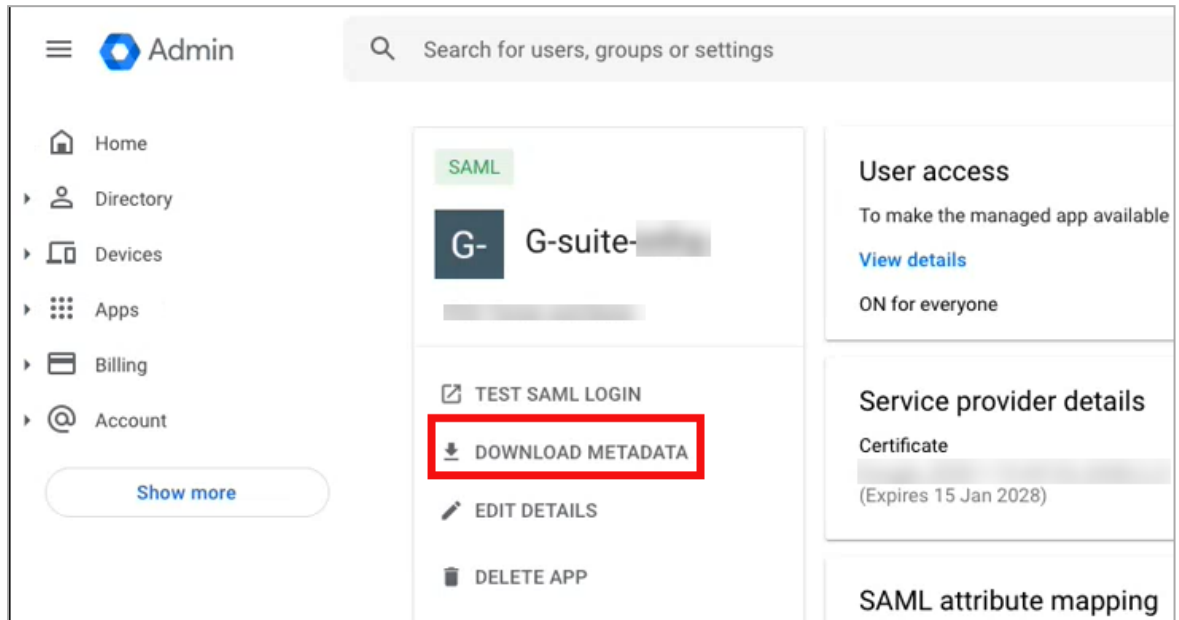 Admin
Search for users, groups or settings
Home
Directory
Devices
Apps
Billing
Account
Show more
SAML
G-
G-suite-
TEST SAML LOGIN
DOWNLOAD METADATA
EDIT DETAILS
DELETE APP
User access
To make the managed app available
View details
ON for everyone
Service provider details
Certificate
(Expires 15 Jan 2028)
SAML attribute mapping